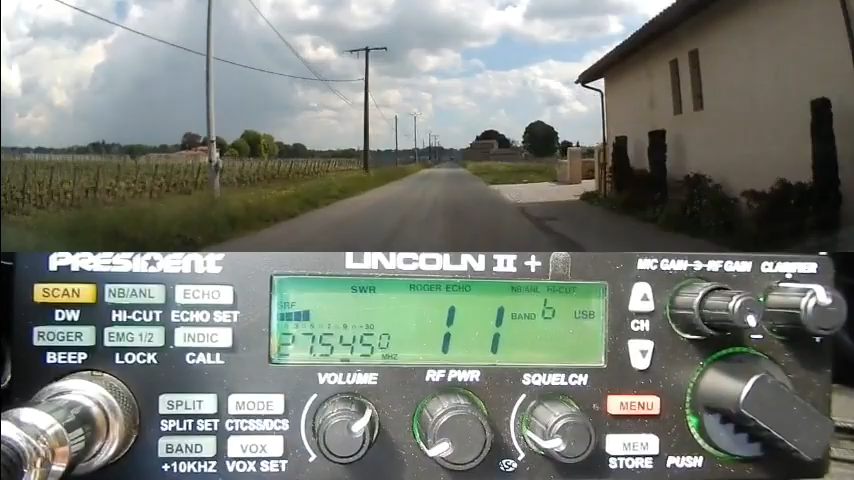 PRESIDENT LINCOLN II +
MIC GAIN RF GAIN CLARIFIER
SCAN NB/ANL ECHO
DW HI-CUT ECHO SET
ROGER EMG 1/2 INDIC
BEEP LOCK CALL
SWR ROGER ECHO NB/ANL HI-CUT
SRF
11 BAND b USB
27.5450 MHZ
CH
VOLUME RF PWR SQUELCH
SPLIT MODE
SPLIT SET CTCSS/DCS
BAND VOX
+10KHZ VOX SET
ASC
MENU
MEM
STORE PUSH